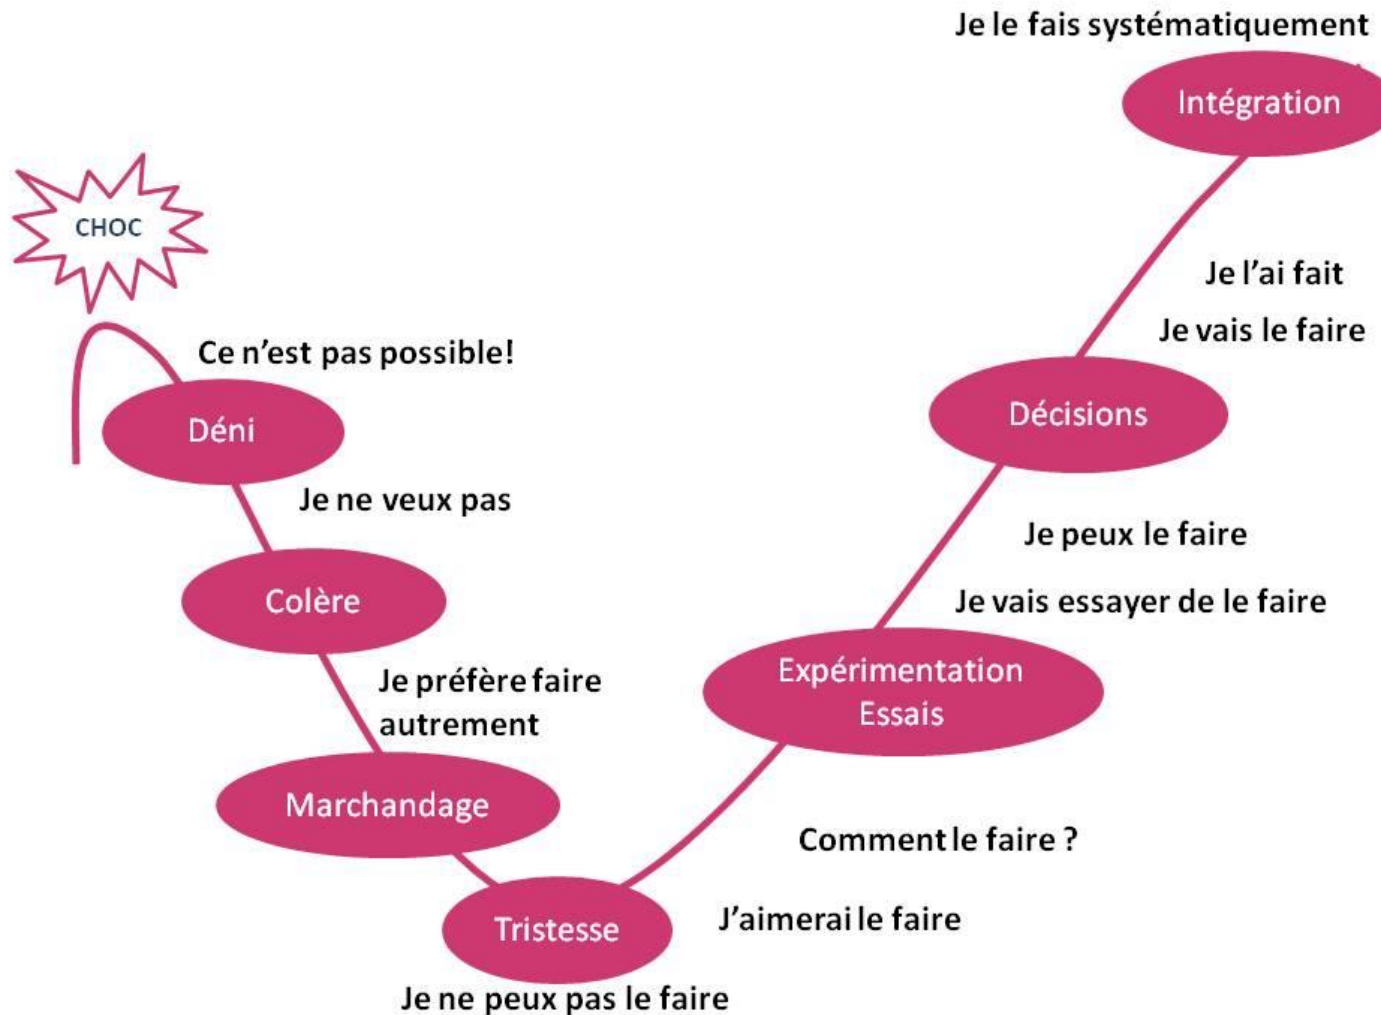 Je le fais systématiquement
Intégration
CHOC
Je l'ai fait
Je vais le faire
Ce n'est pas possible!
Déni
Décisions
Je ne veux pas
Je peux le faire
Colère
Je vais essayer de le faire
Expérimentation
Essais
Je préfère faire
autrement
Marchandage
Comment le faire ?
J'aimerai le faire
Tristesse
Je ne peux pas le faire